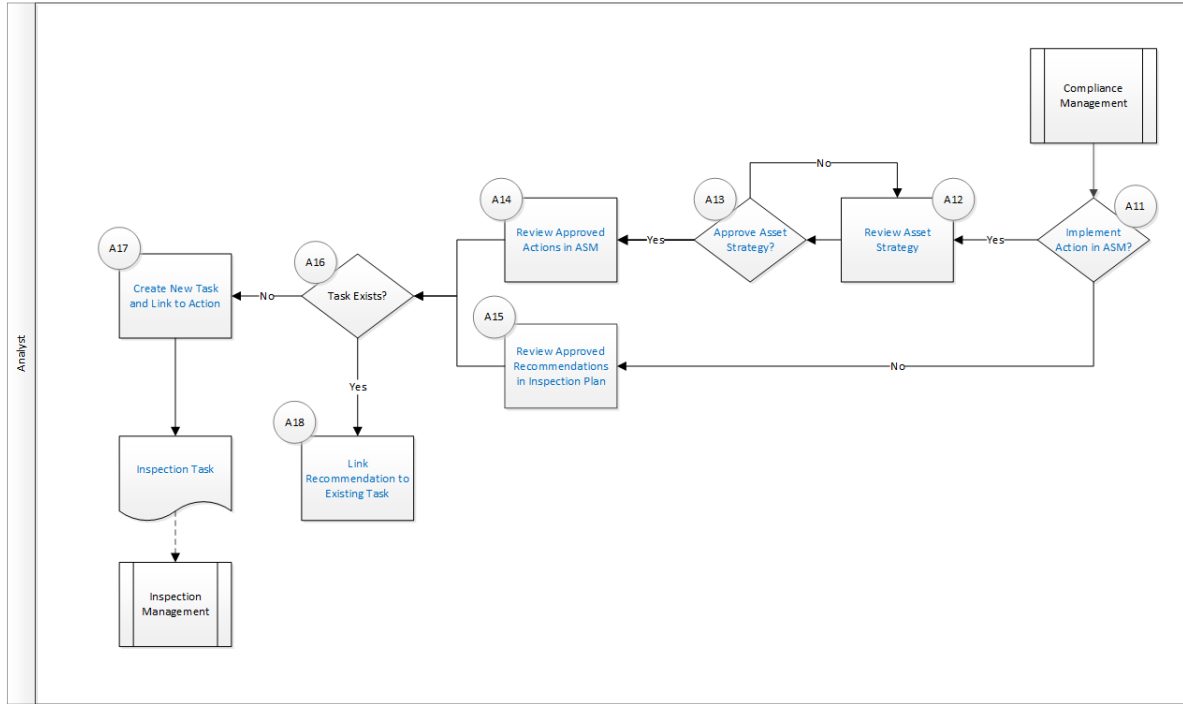 Analyst
Compliance
Management
A11
Implement
Action in ASM?
Yes
No
A12
Review Asset
Strategy
A13
Approve Asset
Strategy?
No
Yes
A14
Review Approved
Actions in ASM
A15
Review Approved
Recommendations
in Inspection Plan
A16
Task Exists?
No
Yes
A17
Create New Task
and Link to Action
A18
Link
Recommendation to
Existing Task
Inspection Task
Inspection
Management